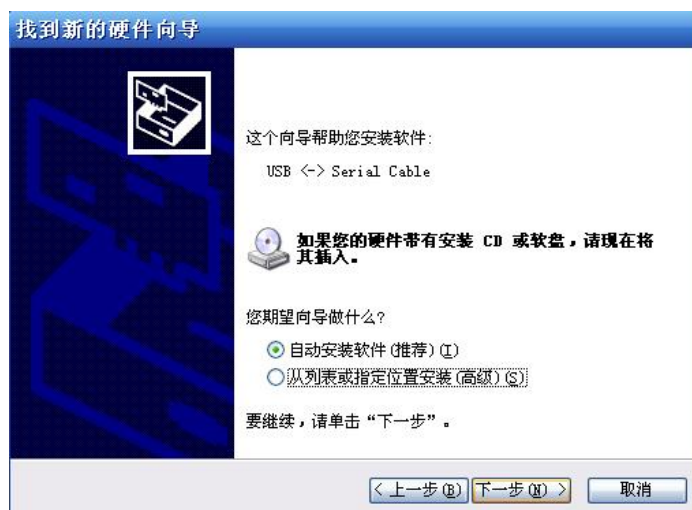 找到新的硬件向导
这个向导帮助您安装软件:
USB <-> Serial Cable
如果您的硬件带有安装 CD 或软盘，请现在将
其插入。
您期望向导做什么?
自动安装软件(推荐)(I)
从列表或指定位置安装(高级)(S)
要继续，请单击“下一步”。
< 上一步(B) 下一步(N) > 取消